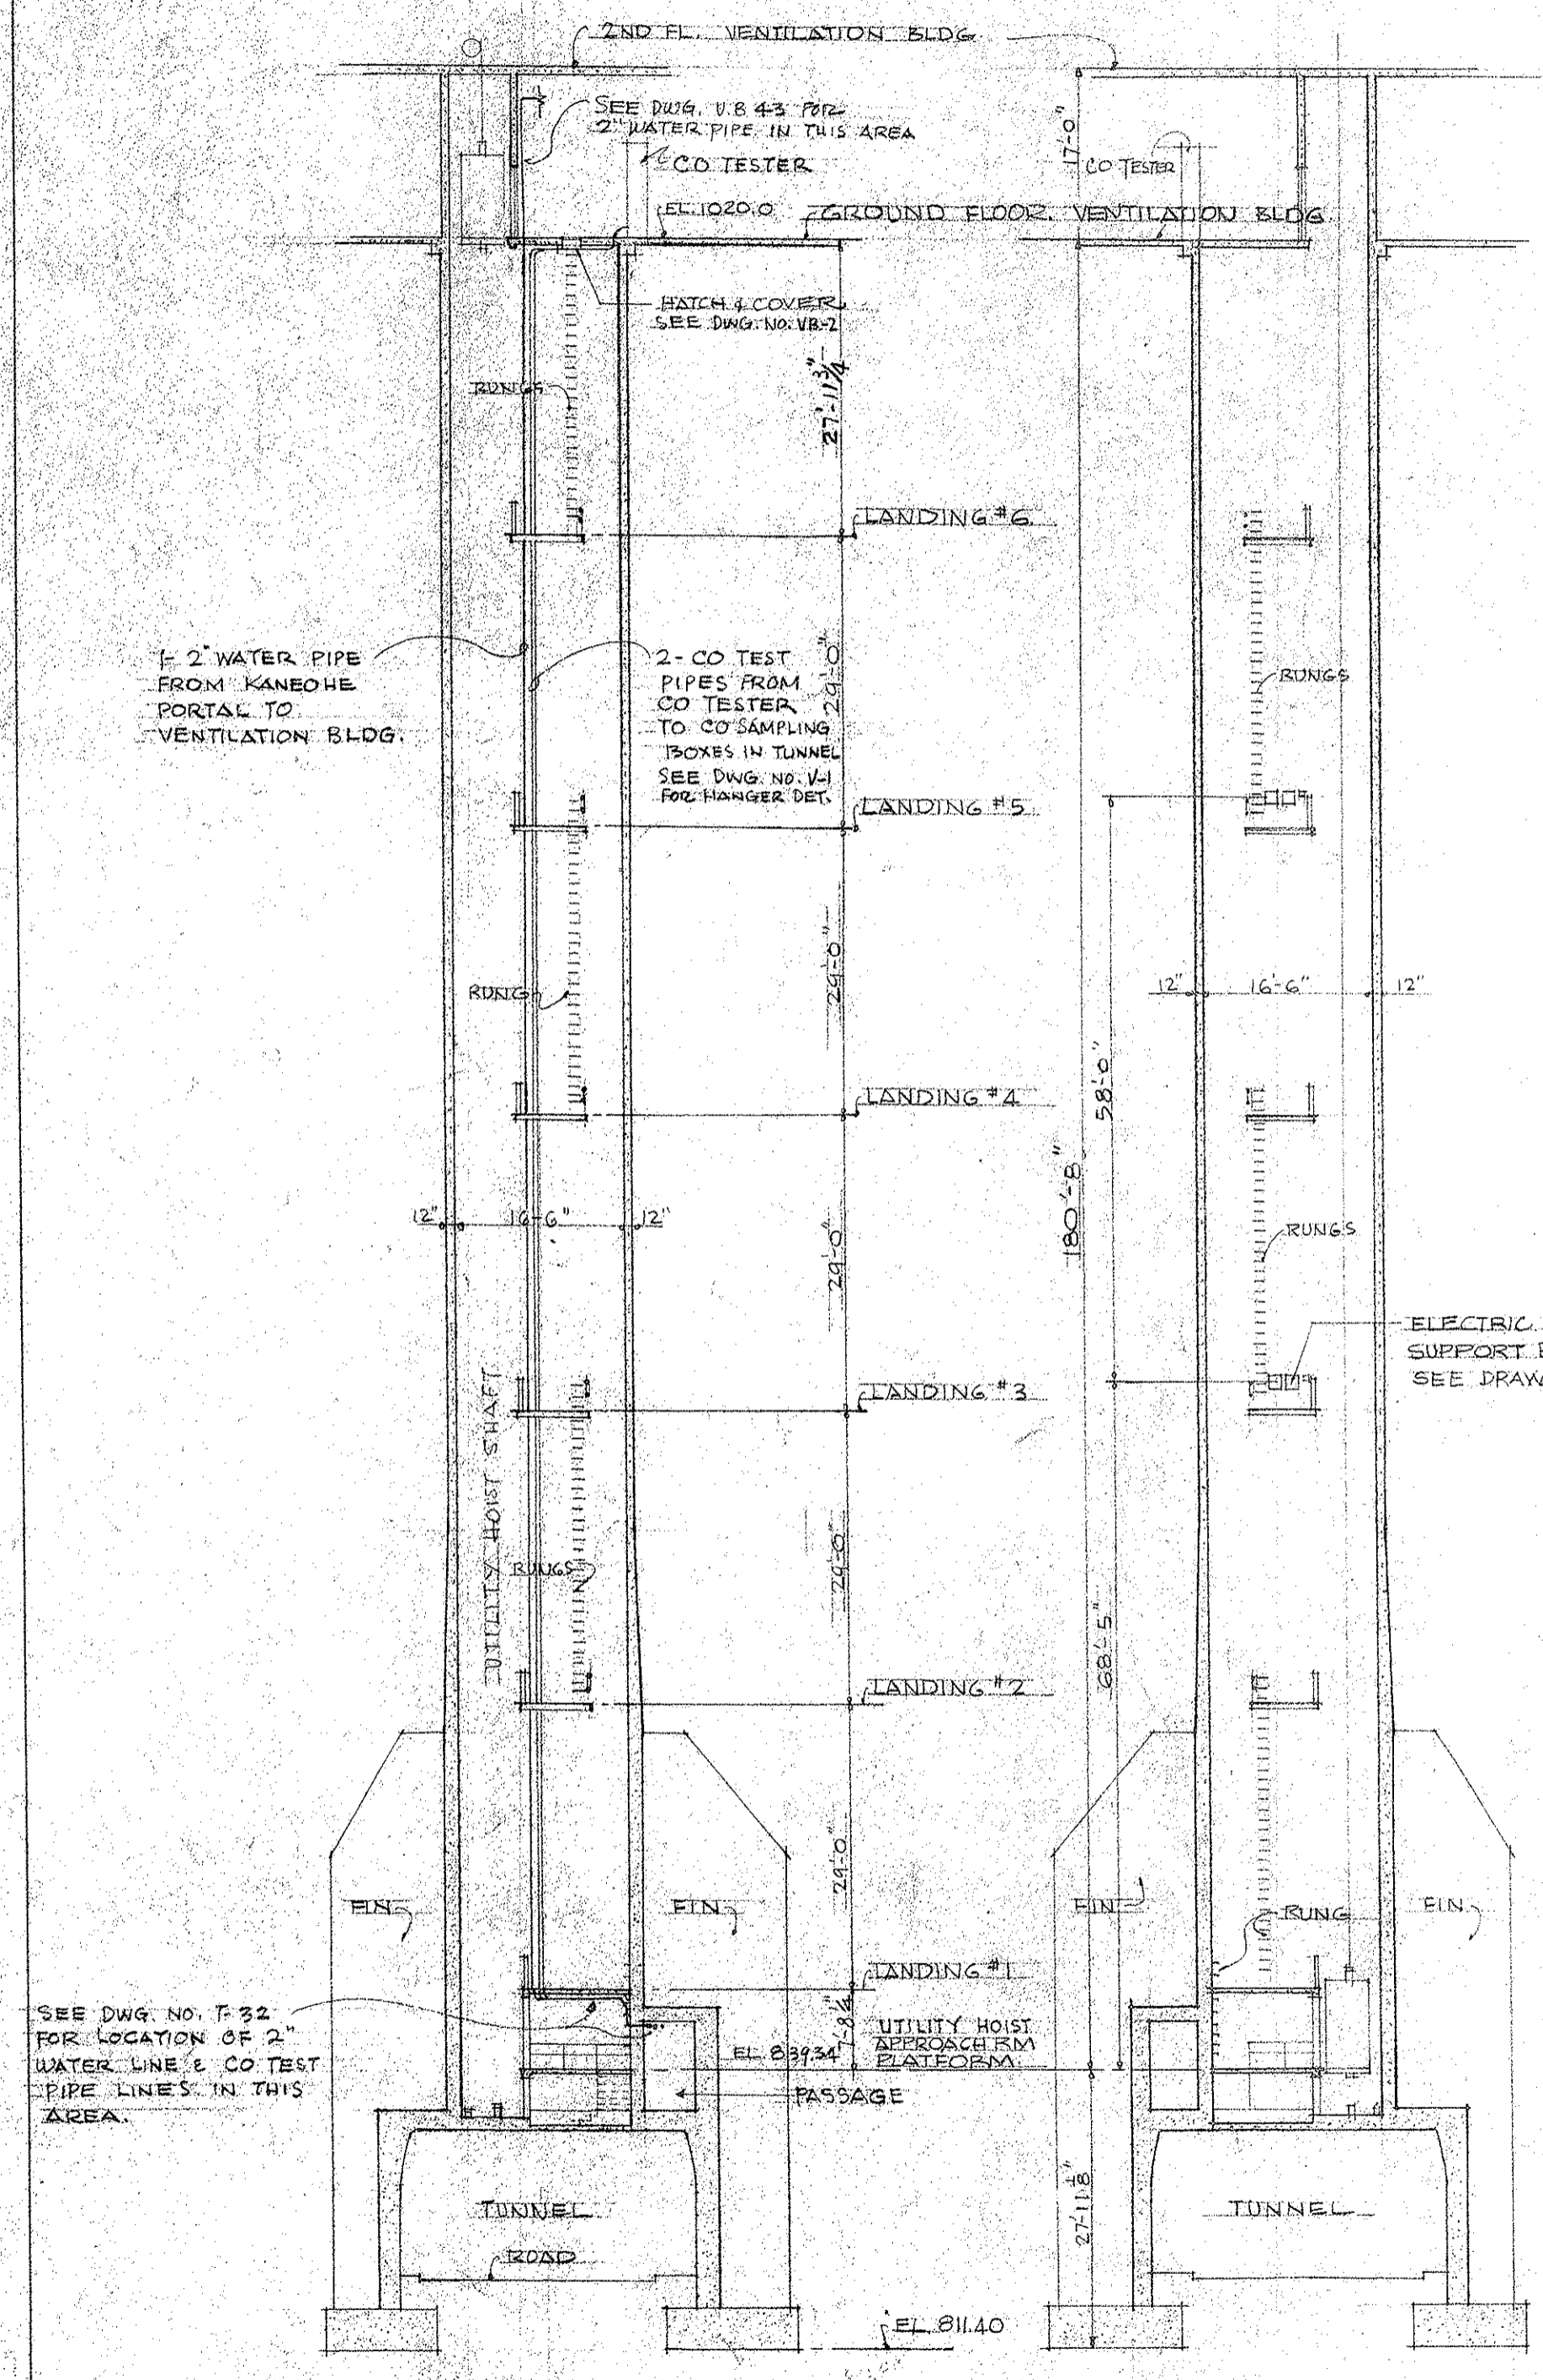 2ND FL. VENTILATION BLDG.
SEE DWG. V.B 43 FOR
2" WATER PIPE IN THIS AREA
CO TESTER
17'-0"
CO TESTER
EL. 1020.0
GROUND FLOOR. VENTILATION BLDG.
HATCH & COVER
SEE DWG. NO. VB-2
RUNGS
27'-11 3/4"
LANDING #6
1- 2" WATER PIPE
FROM KANEOHE
PORTAL TO
VENTILATION BLDG.
2- CO TEST
PIPES FROM
CO TESTER
TO CO SAMPLING
BOXES IN TUNNEL
SEE DWG. NO. V-1
FOR HANGER DET.
29'-0"
RUNGS
LANDING #5
RUNG
29'-0"
12" 16'-6" 12"
58'-0"
LANDING #4
180'-8"
12" 16'-6" 12"
29'-0"
RUNGS
ELECTRIC
SUPPORT
SEE DRAW
LANDING #3
UTILITY HOIST SHAFT
RUNGS
29'-0"
68'-5"
LANDING #2
29'-0"
FIN
FIN
FIN
RUNG
FIN
LANDING #1
SEE DWG. NO. T-32
FOR LOCATION OF 2"
WATER LINE & CO TEST
PIPE LINES IN THIS
AREA.
7'-8 1/4"
UTILITY HOIST
APPROACH RM
PLATFORM
EL. 839.34
PASSAGE
27'-11 1/8"
TUNNEL
ROAD
TUNNEL
EL. 811.40